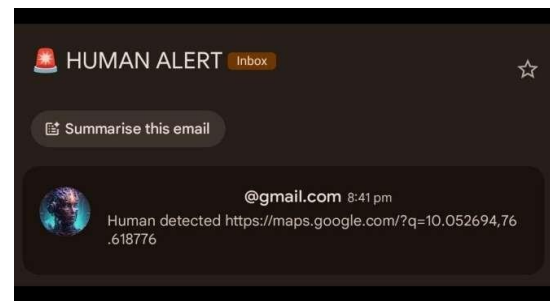 🚨 HUMAN ALERT Inbox
Summarise this email
@gmail.com 8:41 pm
Human detected https://maps.google.com/?q=10.052694,76
.618776